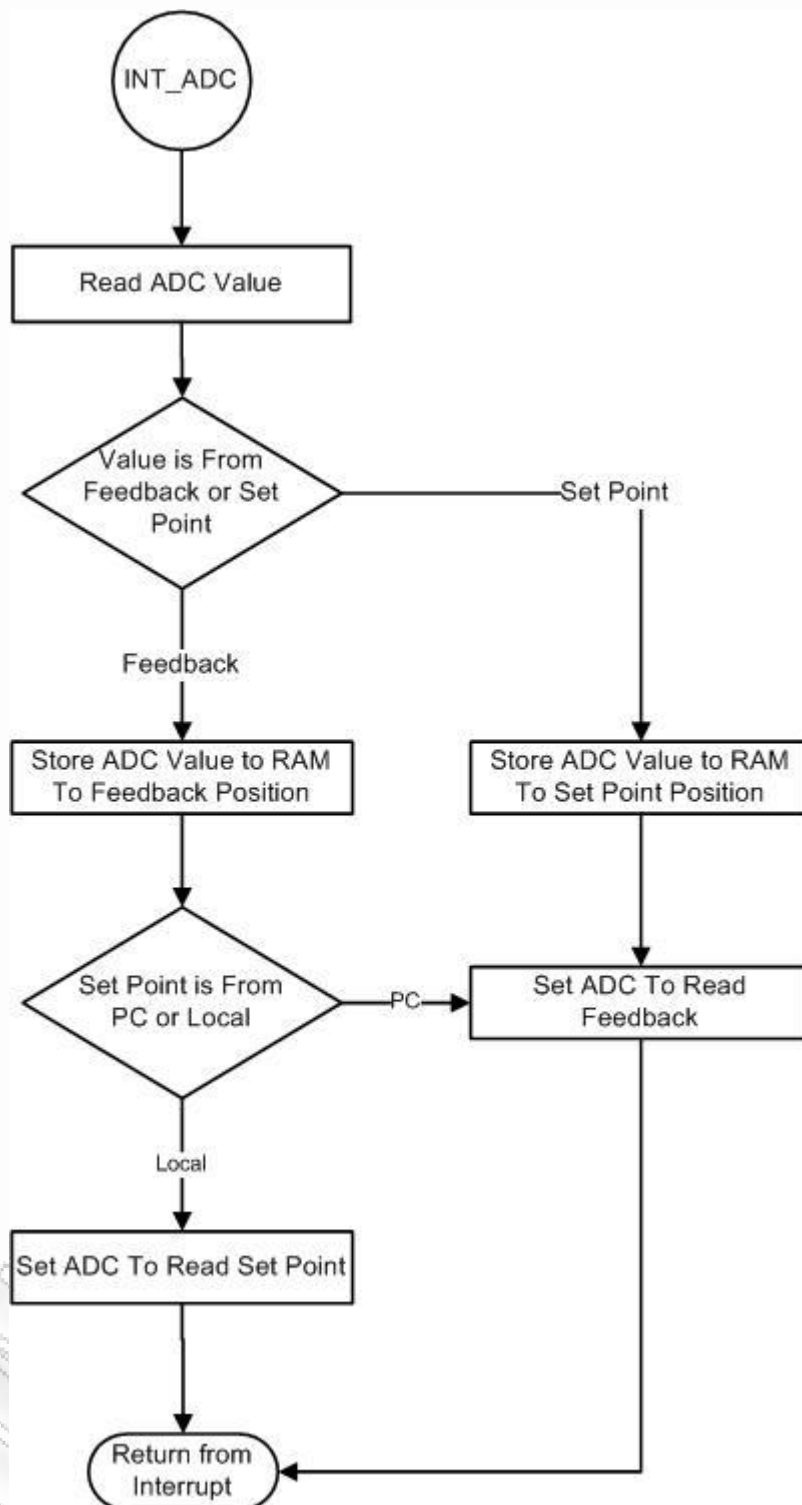 INT_ADC
Read ADC Value
Value is From
Feedback or Set
Point
Set Point
Feedback
Store ADC Value to RAM
To Feedback Position
Store ADC Value to RAM
To Set Point Position
Set Point is From
PC or Local
PC
Set ADC To Read
Feedback
Local
Set ADC To Read Set Point
Return from
Interrupt